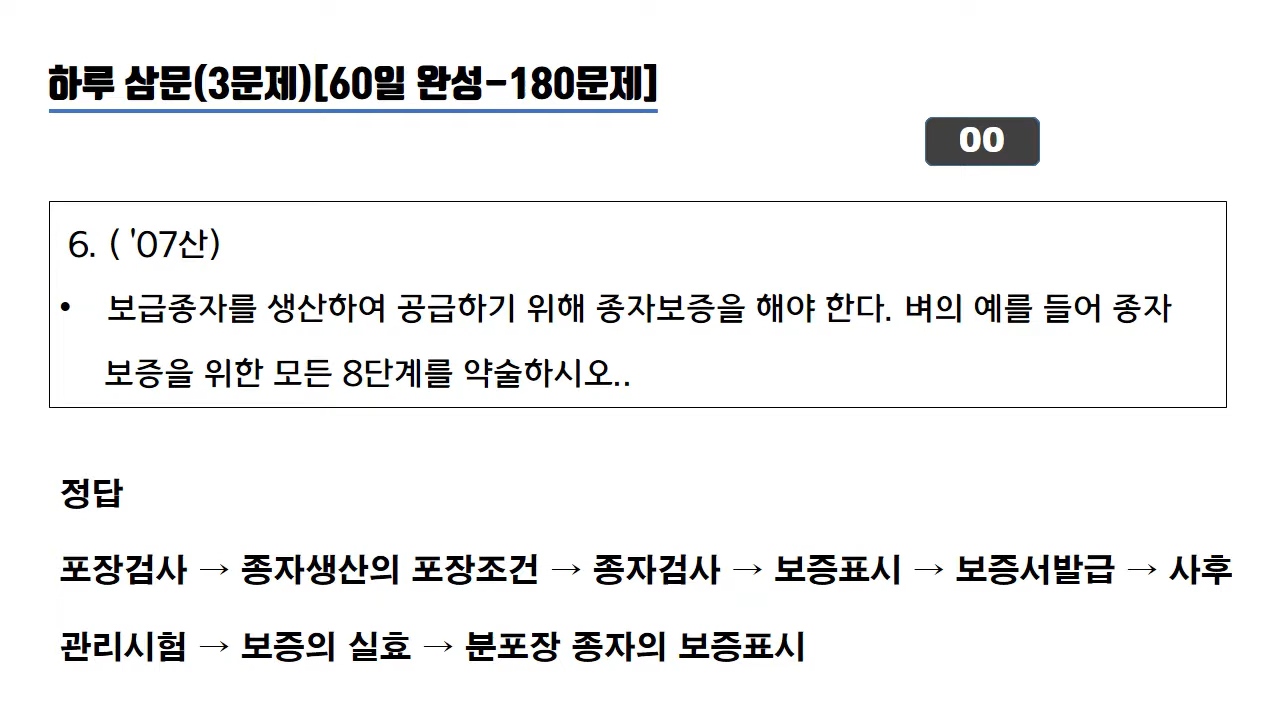 하루 삼문(3문제)[60일 완성-180문제]
00
6. ( '07산)
• 보급종자를 생산하여 공급하기 위해 종자보증을 해야 한다. 벼의 예를 들어 종자
보증을 위한 모든 8단계를 약술하시오..
정답
포장검사 → 종자생산의 포장조건 → 종자검사 → 보증표시 → 보증서발급 → 사후
관리시험 → 보증의 실효 → 분포장 종자의 보증표시